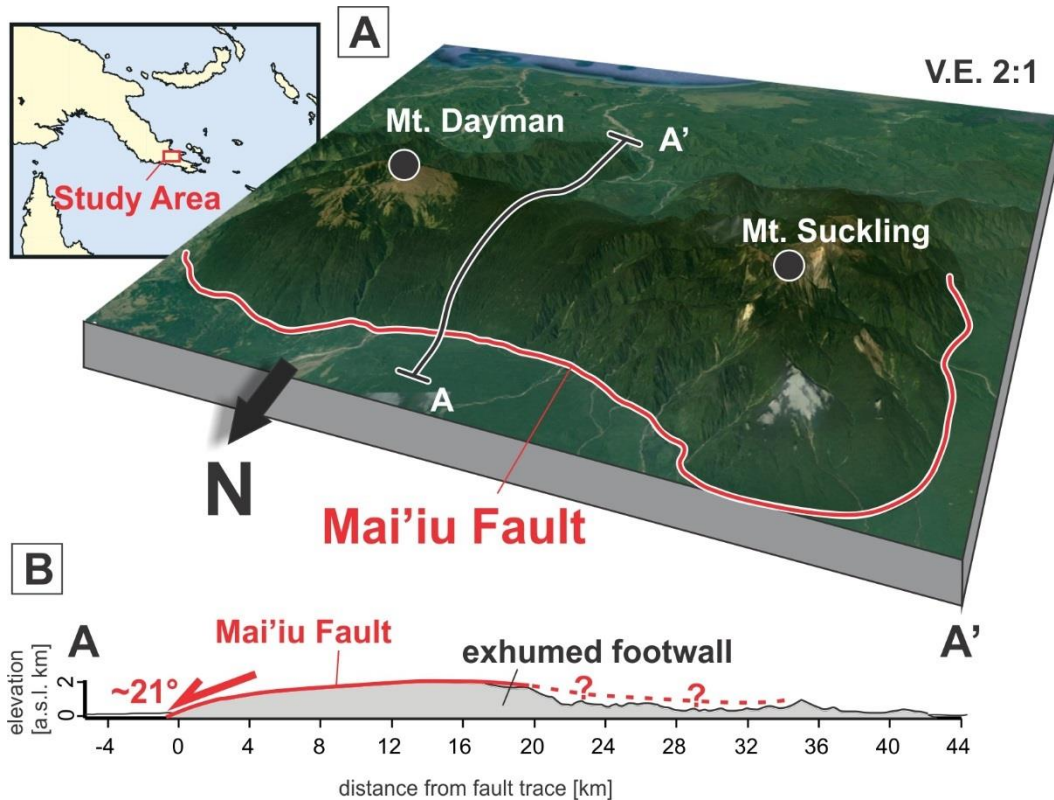 A
V.E. 2:1
Mt. Dayman
A’
Study Area
Mt. Suckling
A
N
Mai’iu Fault
B
A
Mai’iu Fault
exhumed footwall
A’
~21°
?
?
elevation
[a.s.l. km]
2
0
-4 0 4 8 12 16 20 24 28 32 36 40 44
distance from fault trace [km]